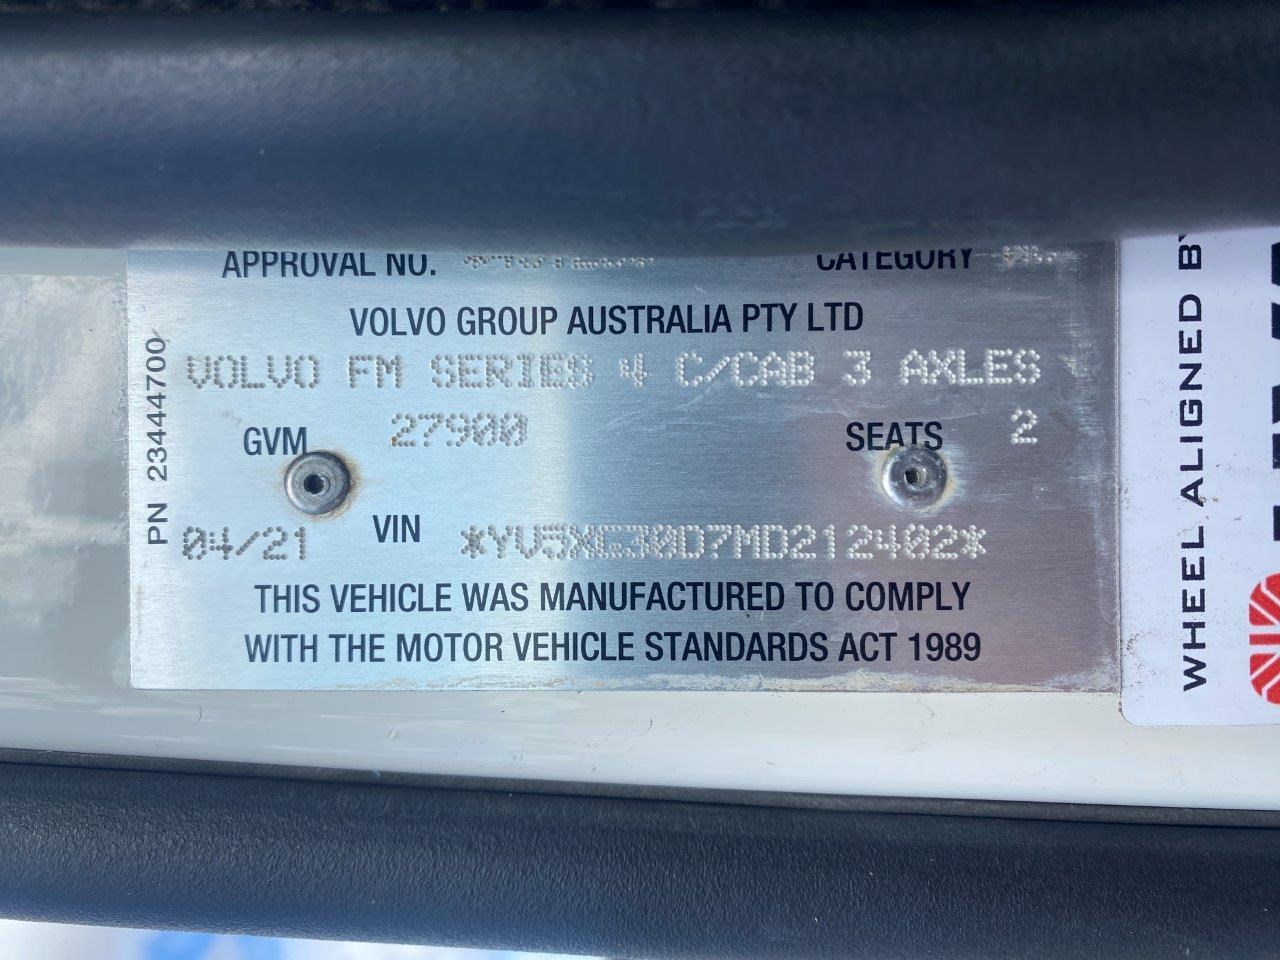 APPROVAL NO.
CATEGORY
VOLVO GROUP AUSTRALIA PTY LTD
VOLVO FM SERIES 4 C/CAB 3 AXLES
GVM 27900 SEATS 2
04/21 VIN *YV5XG30D7MD212402*
THIS VEHICLE WAS MANUFACTURED TO COMPLY
WITH THE MOTOR VEHICLE STANDARDS ACT 1989
PN 23444700
WHEEL ALIGNED BY